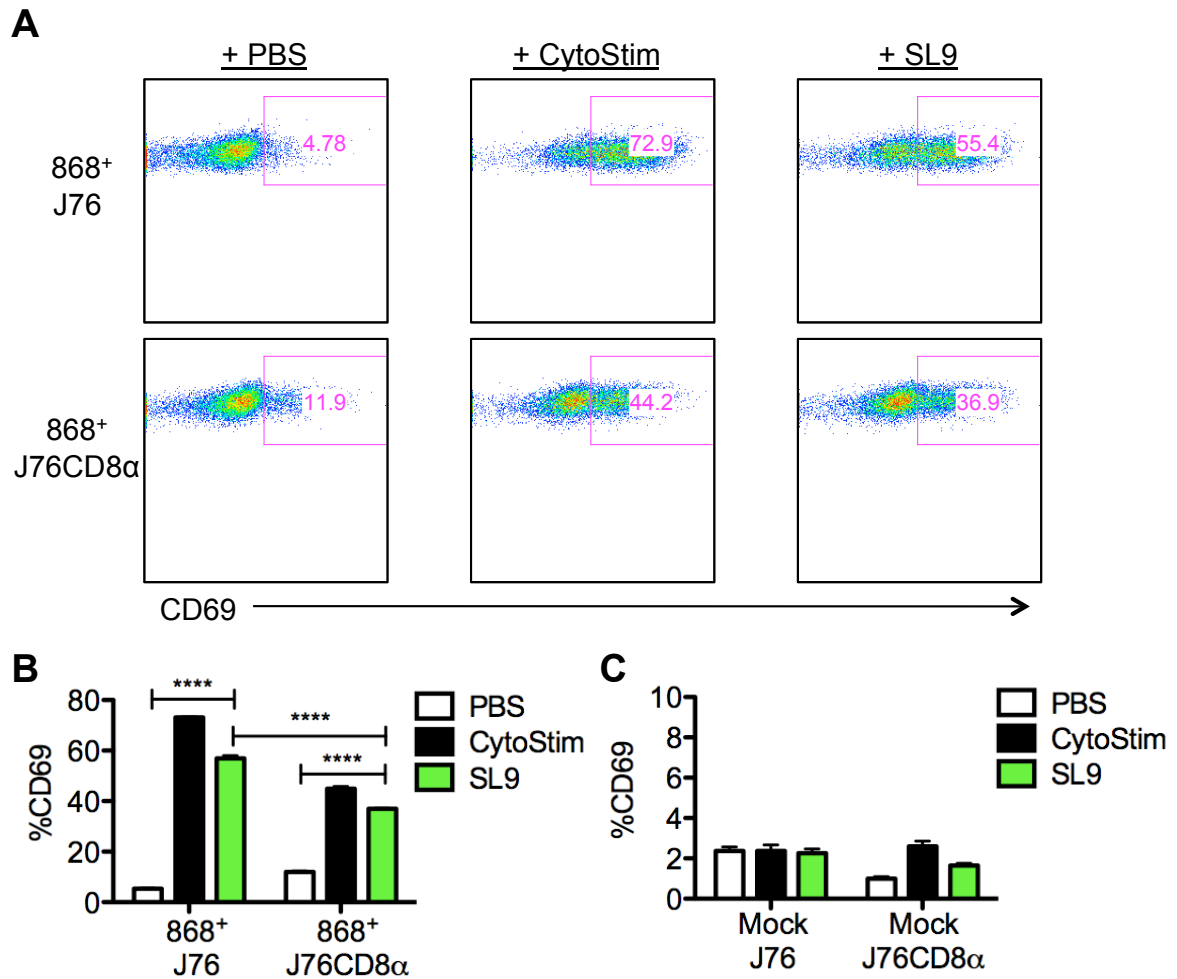 A
+ PBS
+ CytoStim
+ SL9
868+
J76
4.78
72.9
55.4
868+
J76CD8α
11.9
44.2
36.9
CD69
B
%CD69
80
60
40
20
0
****
****
****
PBS
CytoStim
SL9
868+
J76
868+
J76CD8α
C
%CD69
10
8
6
4
2
0
PBS
CytoStim
SL9
Mock
J76
Mock
J76CD8α